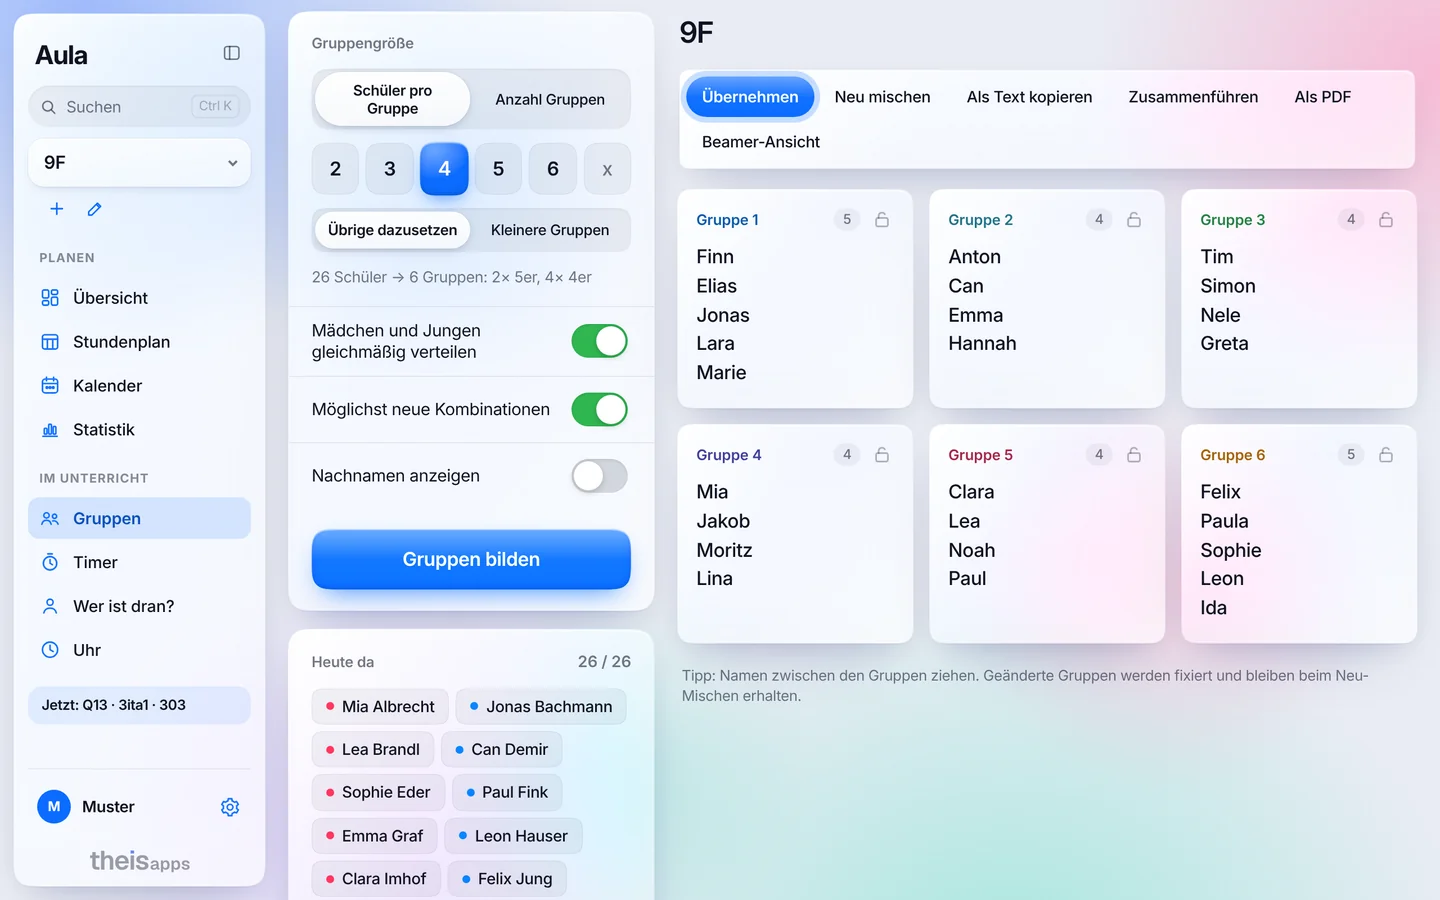 Aula
Suchen Ctrl K
9F
PLANEN
Übersicht
Stundenplan
Kalender
Statistik
IM UNTERRICHT
Gruppen
Timer
Wer ist dran?
Uhr
Jetzt: Q13 · 3ita1 · 303
M Muster
theisapps
Gruppengröße
Schüler pro
Gruppe
Anzahl Gruppen
2 3 4 5 6 x
Übrige dazusetzen Kleinere Gruppen
26 Schüler → 6 Gruppen: 2× 5er, 4× 4er
Mädchen und Jungen
gleichmäßig verteilen
Möglichst neue Kombinationen
Nachnamen anzeigen
Gruppen bilden
Heute da 26 / 26
Mia Albrecht Jonas Bachmann
Lea Brandl Can Demir
Sophie Eder Paul Fink
Emma Graf Leon Hauser
Clara Imhof Felix Jung
9F
Übernehmen Neu mischen Als Text kopieren Zusammenführen Als PDF
Beamer-Ansicht
Gruppe 1 5
Finn
Elias
Jonas
Lara
Marie
Gruppe 2 4
Anton
Can
Emma
Hannah
Gruppe 3 4
Tim
Simon
Nele
Greta
Gruppe 4 4
Mia
Jakob
Moritz
Lina
Gruppe 5 4
Clara
Lea
Noah
Paul
Gruppe 6 5
Felix
Paula
Sophie
Leon
Ida
Tipp: Namen zwischen den Gruppen ziehen. Geänderte Gruppen werden fixiert und bleiben beim Neu-
Mischen erhalten.